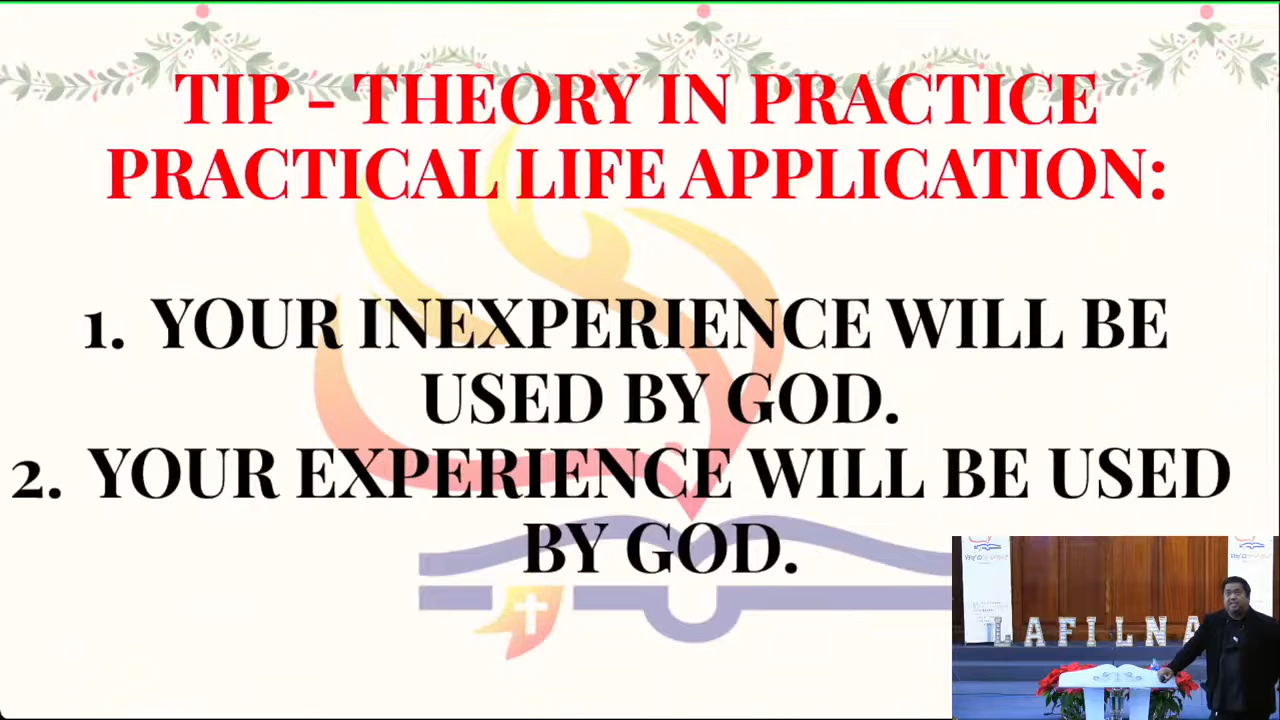 TIP - THEORY IN PRACTICE
PRACTICAL LIFE APPLICATION:
1. YOUR INEXPERIENCE WILL BE
USED BY GOD.
2. YOUR EXPERIENCE WILL BE USED
BY GOD.
LAFILNA